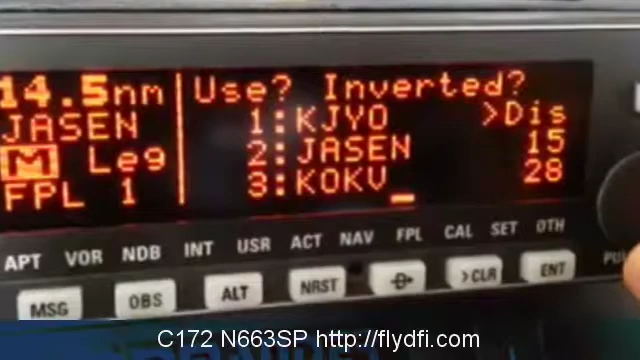 14.5nm
JASEN
M Leg
FPL 1
Use? Inverted?
1:KJYO >Dis
2:JASEN 15
3:KOKV_ 28
APT VOR NDB INT USR ACT NAV FPL CAL SET OTH
MSG OBS ALT NRST >CLR ENT
C172 N663SP http://flydfi.com